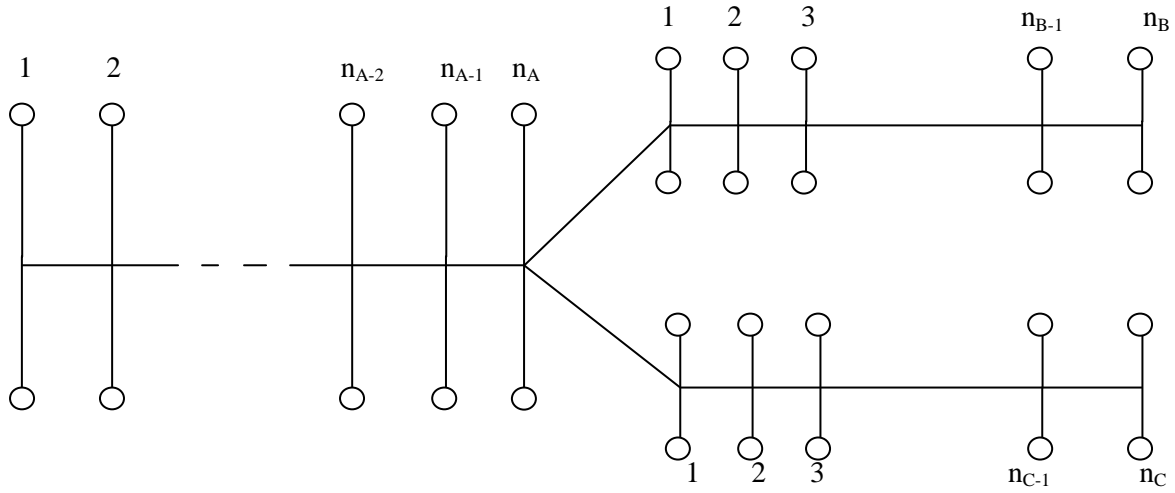 1 2 3 n_{B-1} n_B
1 2 n_{A-2} n_{A-1} n_A
1 2 3 n_{C-1} n_C